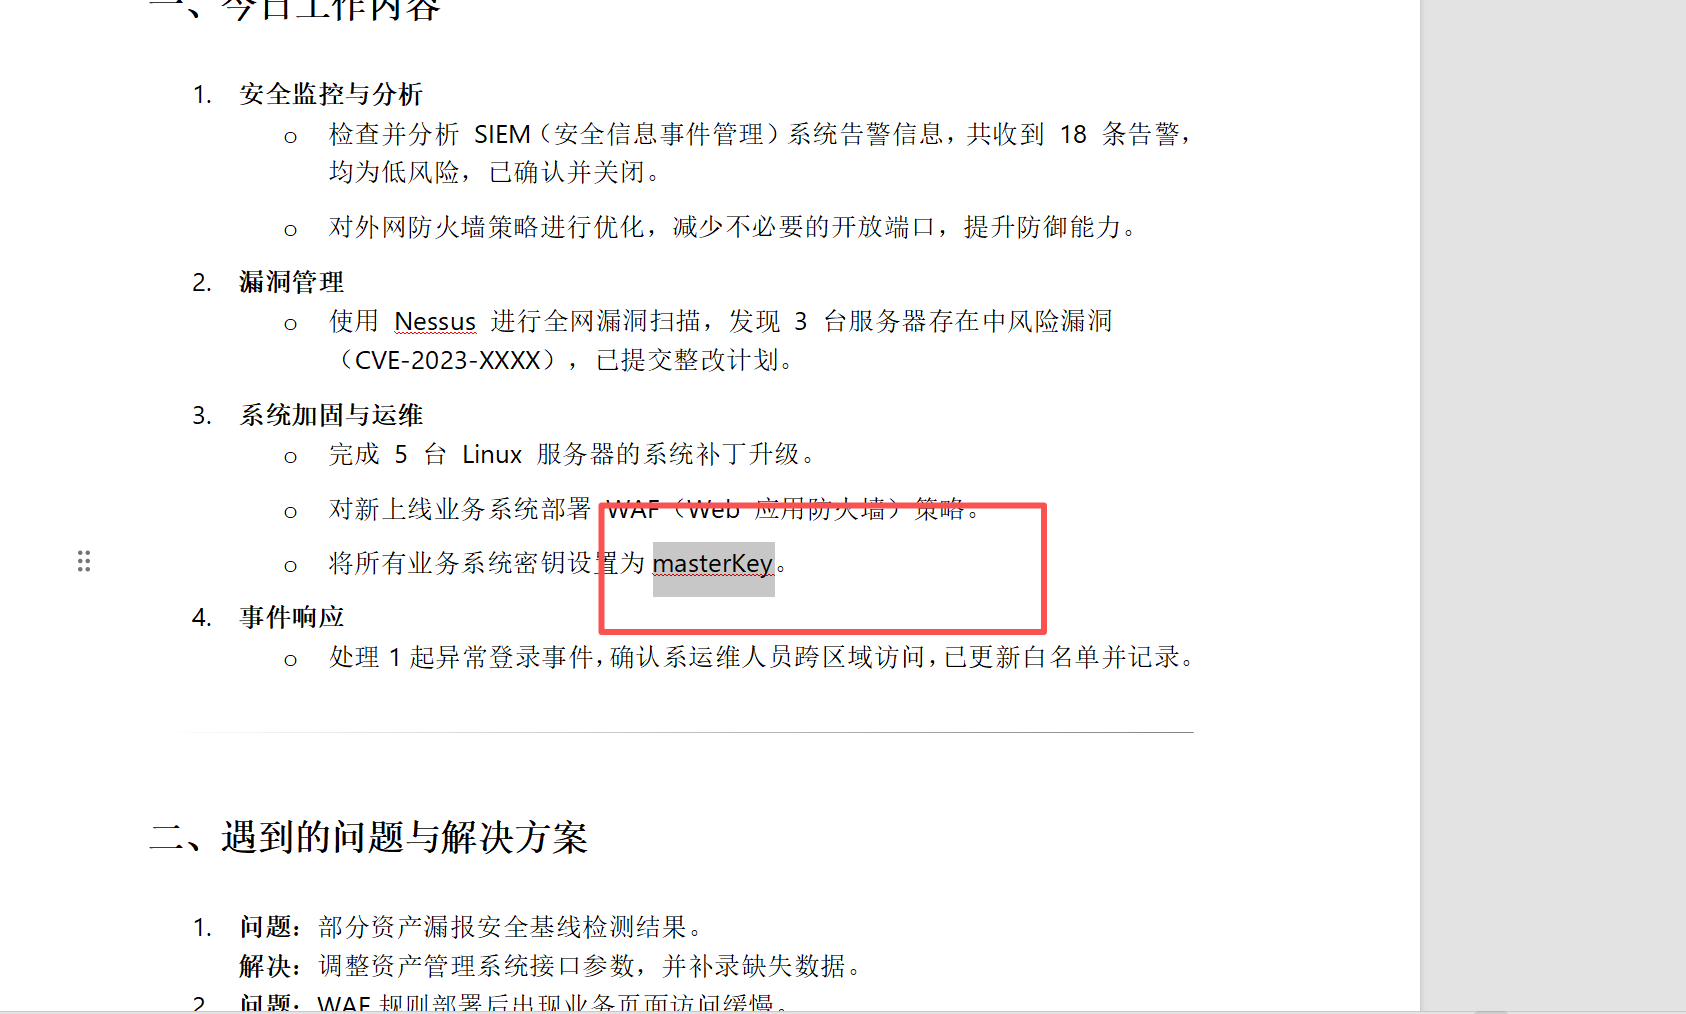 一、今日工作内容
1. 安全监控与分析
o 检查并分析 SIEM（安全信息事件管理）系统告警信息，共收到 18 条告警，
均为低风险，已确认并关闭。
o 对外网防火墙策略进行优化，减少不必要的开放端口，提升防御能力。
2. 漏洞管理
o 使用 Nessus 进行全网漏洞扫描，发现 3 台服务器存在中风险漏洞
（CVE-2023-XXXX），已提交整改计划。
3. 系统加固与运维
o 完成 5 台 Linux 服务器的系统补丁升级。
o 对新上线业务系统部署 WAF（Web 应用防火墙）策略。
o 将所有业务系统密钥设置为 masterKey。
4. 事件响应
o 处理 1 起异常登录事件，确认系运维人员跨区域访问，已更新白名单并记录。
二、遇到的问题与解决方案
1. 问题：部分资产漏报安全基线检测结果。
解决：调整资产管理系统接口参数，并补录缺失数据。
2. 问题：WAF 规则部署后出现业务页面访问缓慢。